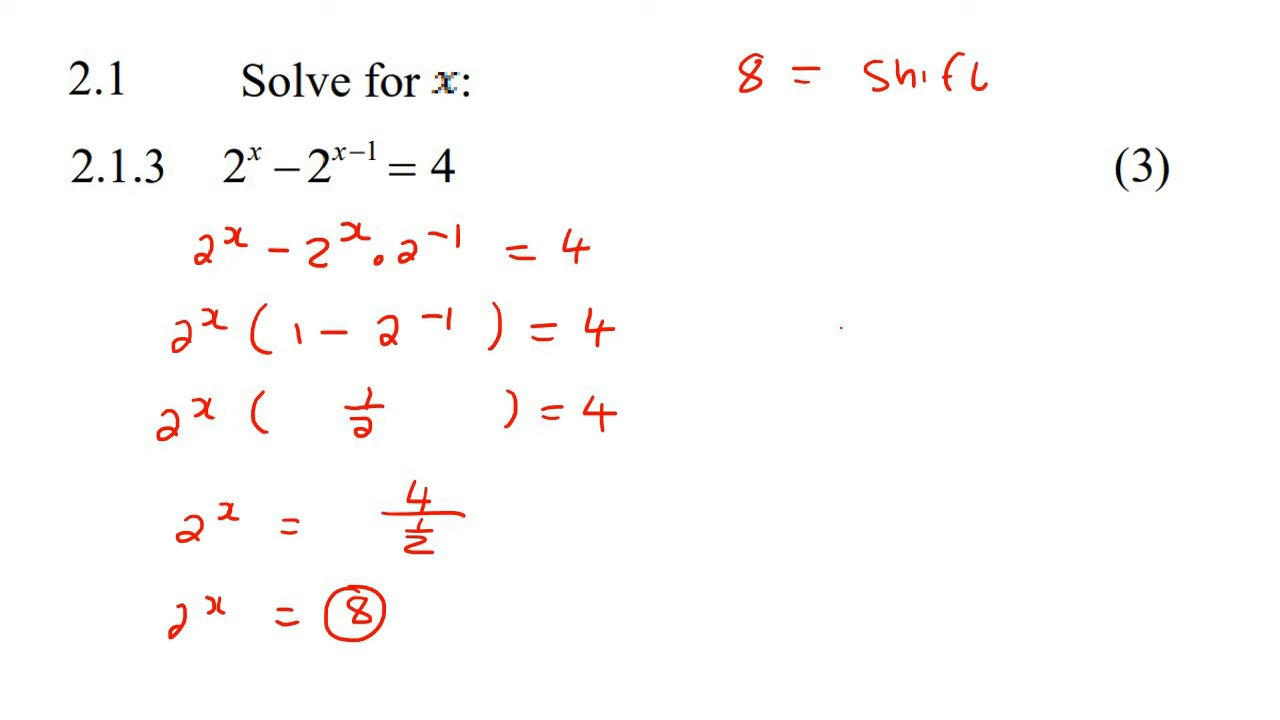 2.1 Solve for x:
8 = Shift
2.1.3 2^x − 2^{x−1} = 4 (3)
2^x − 2^x . 2^{−1} = 4
2^x ( 1 − 2^{−1} ) = 4
2^x ( 1/2 ) = 4
2^x = 4/(1/2)
2^x = 8